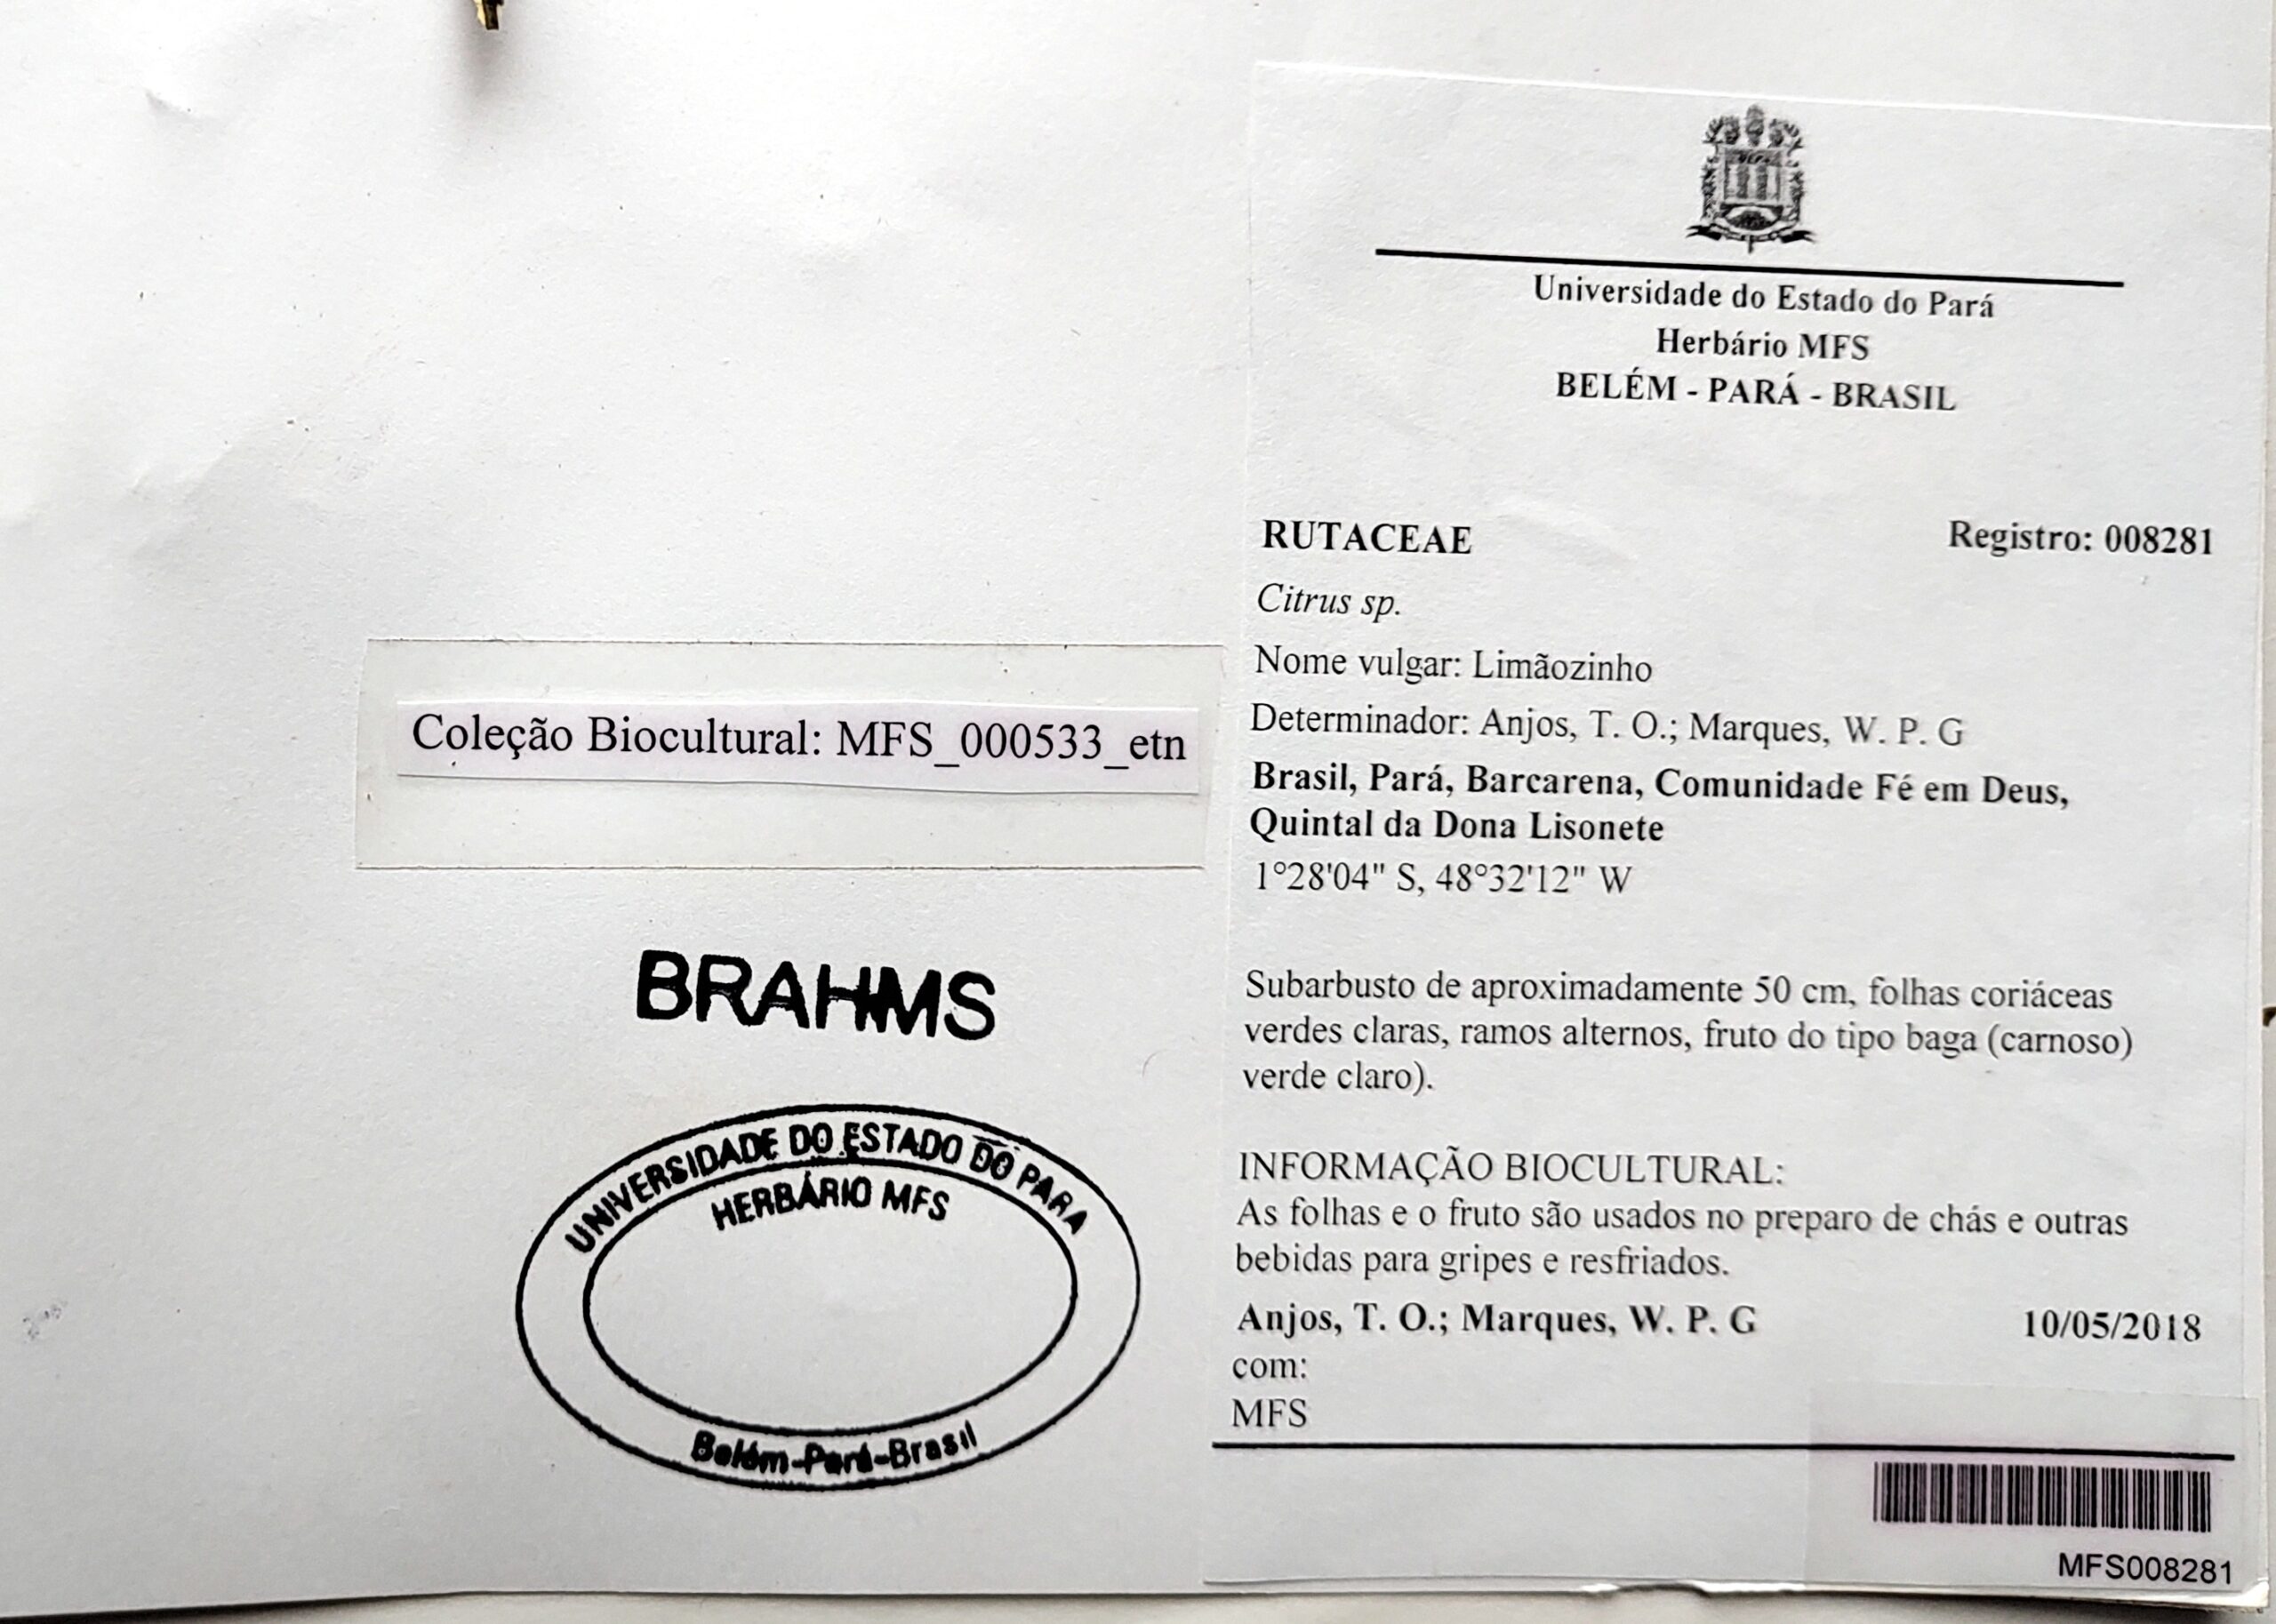 Universidade do Estado do Pará
Herbário MFS
BELÉM - PARÁ - BRASIL
RUTACEAE Registro: 008281
Citrus sp.
Nome vulgar: Limãozinho
Determinador: Anjos, T. O.; Marques, W. P. G
Brasil, Pará, Barcarena, Comunidade Fé em Deus,
Quintal da Dona Lisonete
1°28'04" S, 48°32'12" W
Subarbusto de aproximadamente 50 cm, folhas coriáceas
verdes claras, ramos alternos, fruto do tipo baga (carnoso)
verde claro).
INFORMAÇÃO BIOCULTURAL:
As folhas e o fruto são usados no preparo de chás e outras
bebidas para gripes e resfriados.
Anjos, T. O.; Marques, W. P. G 10/05/2018
com:
MFS
MFS008281
Coleção Biocultural: MFS_000533_etn
BRAHMS
UNIVERSIDADE DO ESTADO DO PARA
HERBÁRIO MFS
Belém-Pará-Brasil